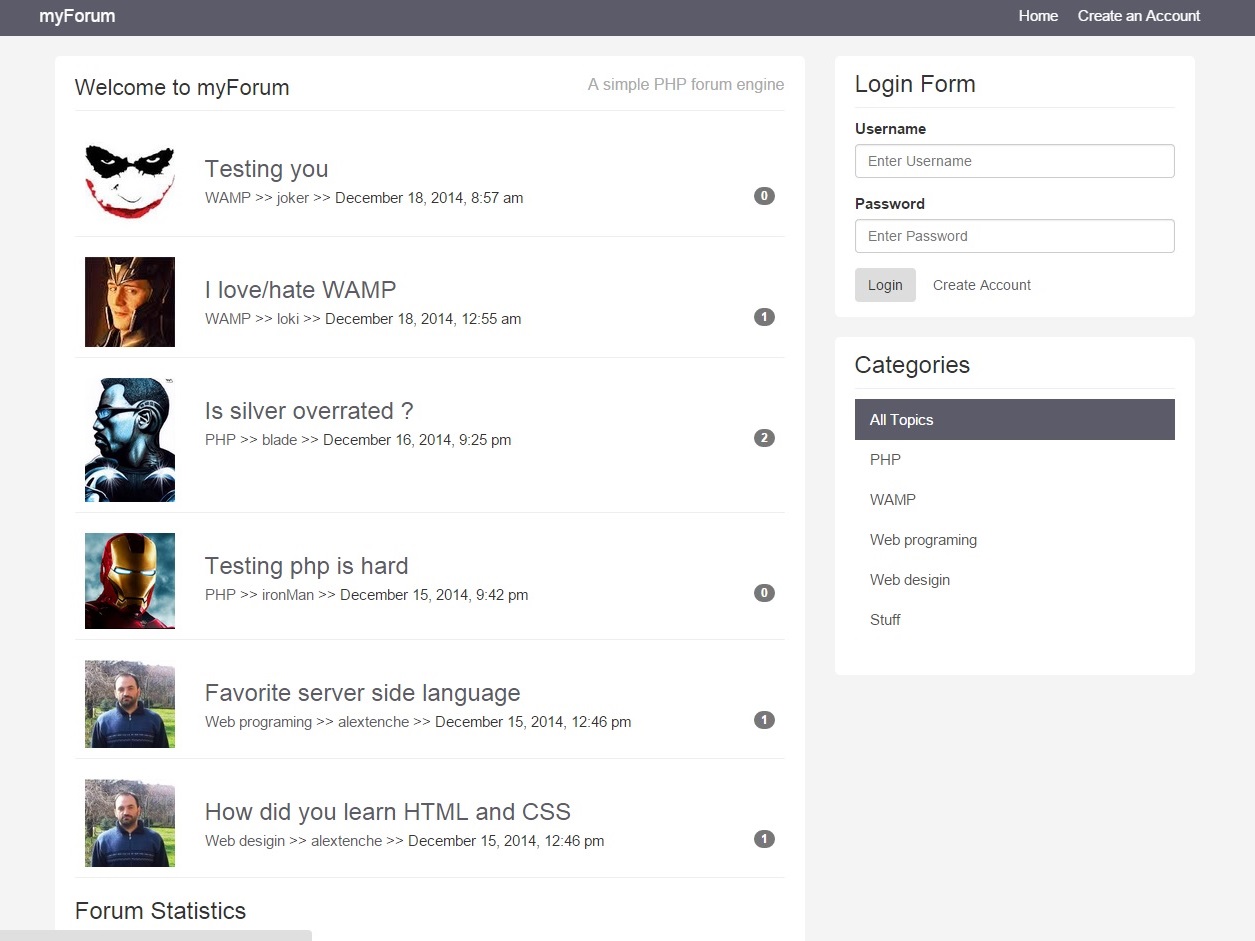 myForum
Home
Create an Account
Welcome to myForum
A simple PHP forum engine
Testing you
WAMP >> joker >> December 18, 2014, 8:57 am
0
I love/hate WAMP
WAMP >> loki >> December 18, 2014, 12:55 am
1
Is silver overrated ?
PHP >> blade >> December 16, 2014, 9:25 pm
2
Testing php is hard
PHP >> ironMan >> December 15, 2014, 9:42 pm
0
Favorite server side language
Web programing >> alextenche >> December 15, 2014, 12:46 pm
1
How did you learn HTML and CSS
Web desigin >> alextenche >> December 15, 2014, 12:46 pm
1
Forum Statistics
Login Form
Username
Enter Username
Password
Enter Password
Login
Create Account
Categories
All Topics
PHP
WAMP
Web programing
Web desigin
Stuff